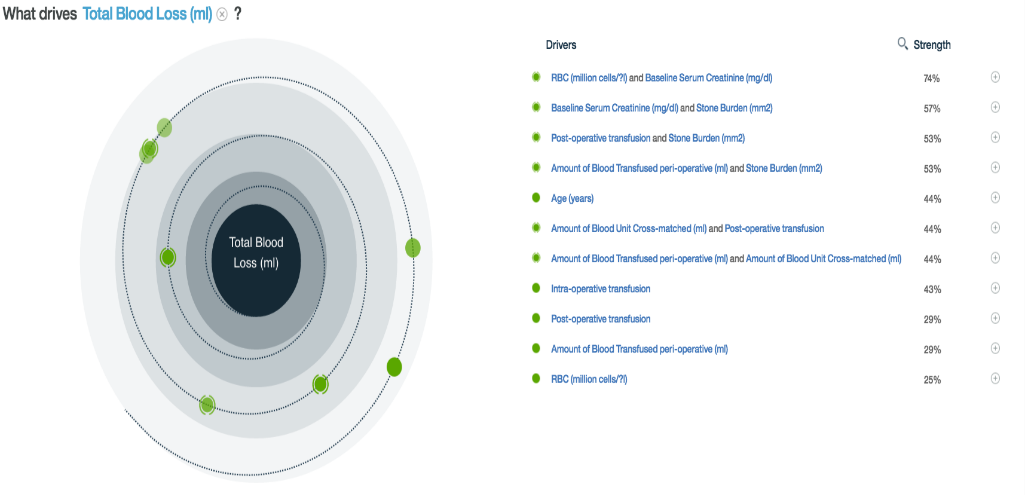 What drives Total Blood Loss (ml) ?
Total Blood
Loss (ml)
Drivers Strength
RBC (million cells/?l) and Baseline Serum Creatinine (mg/dl) 74%
Baseline Serum Creatinine (mg/dl) and Stone Burden (mm2) 57%
Post-operative transfusion and Stone Burden (mm2) 53%
Amount of Blood Transfused peri-operative (ml) and Stone Burden (mm2) 53%
Age (years) 44%
Amount of Blood Unit Cross-matched (ml) and Post-operative transfusion 44%
Amount of Blood Transfused peri-operative (ml) and Amount of Blood Unit Cross-matched (ml) 44%
Intra-operative transfusion 43%
Post-operative transfusion 29%
Amount of Blood Transfused peri-operative (ml) 29%
RBC (million cells/?l) 25%